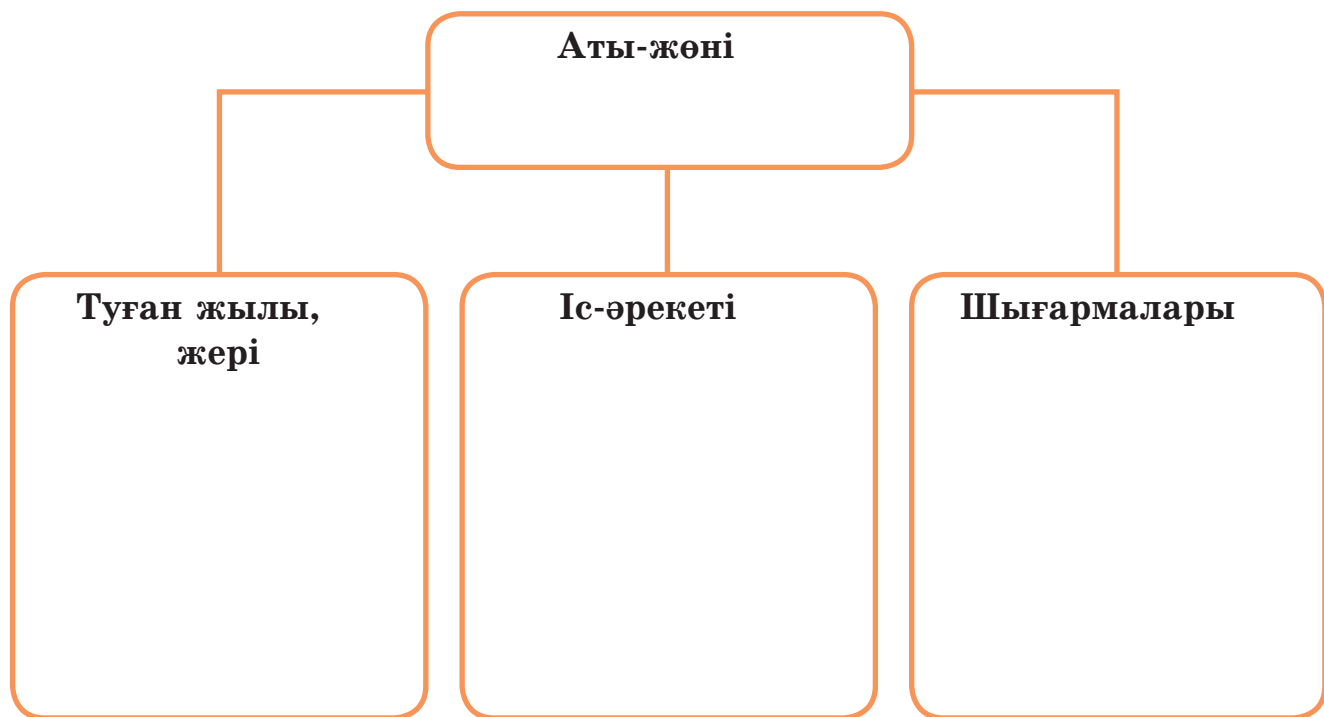 Аты-жөні
Туған жылы,
жері
Іс-әрекеті
Шығармалары